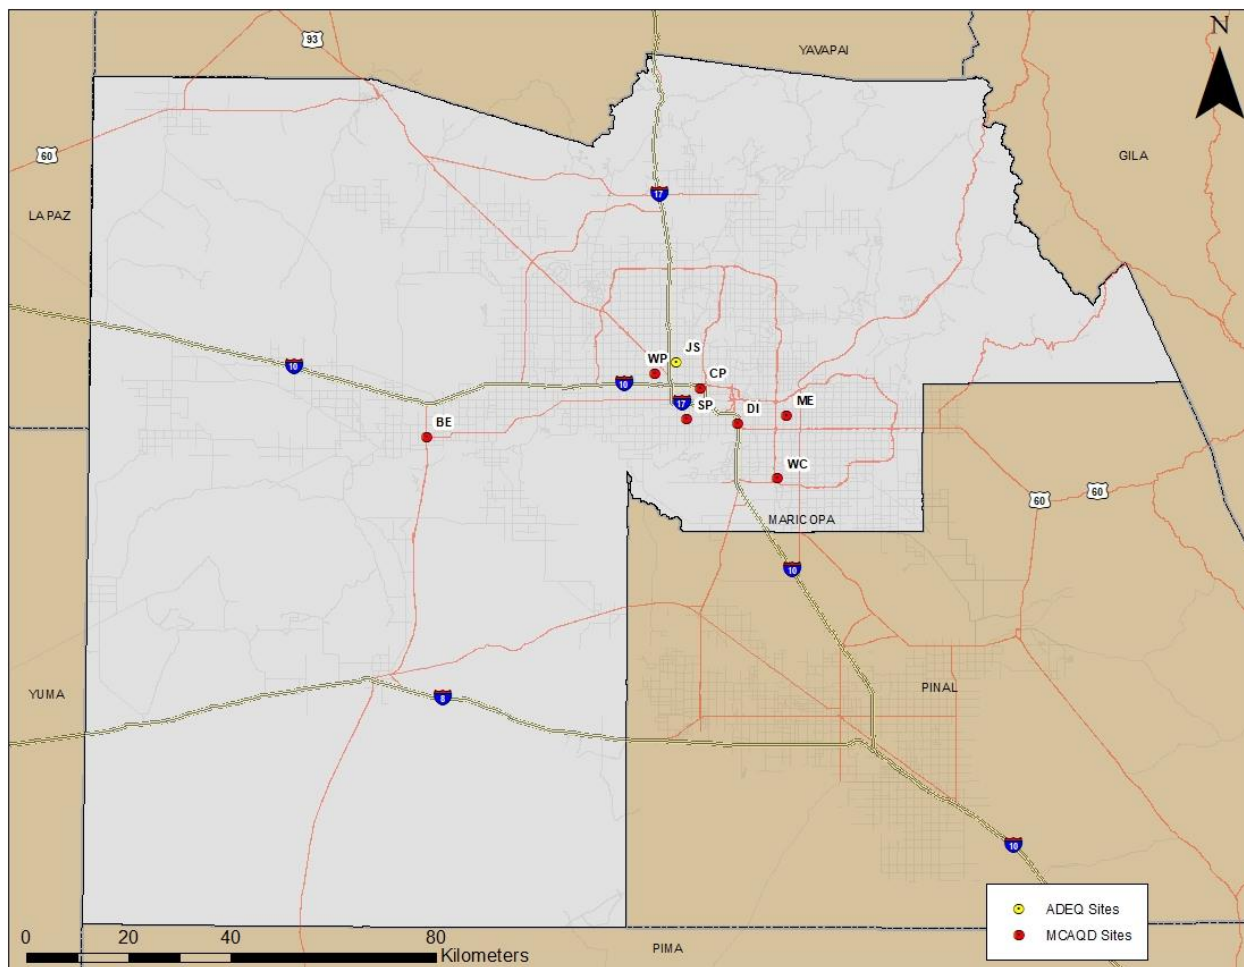 N
93
YAVAPAI
60
GILA
17
LA PAZ
JS
WP
10
CP
10
17
ME
SP
DI
BE
WC
60
60
MARICOPA
10
YUMA
PINAL
8
10
ADEQ Sites
MCAQD Sites
0 20 40 80
Kilometers
PIMA